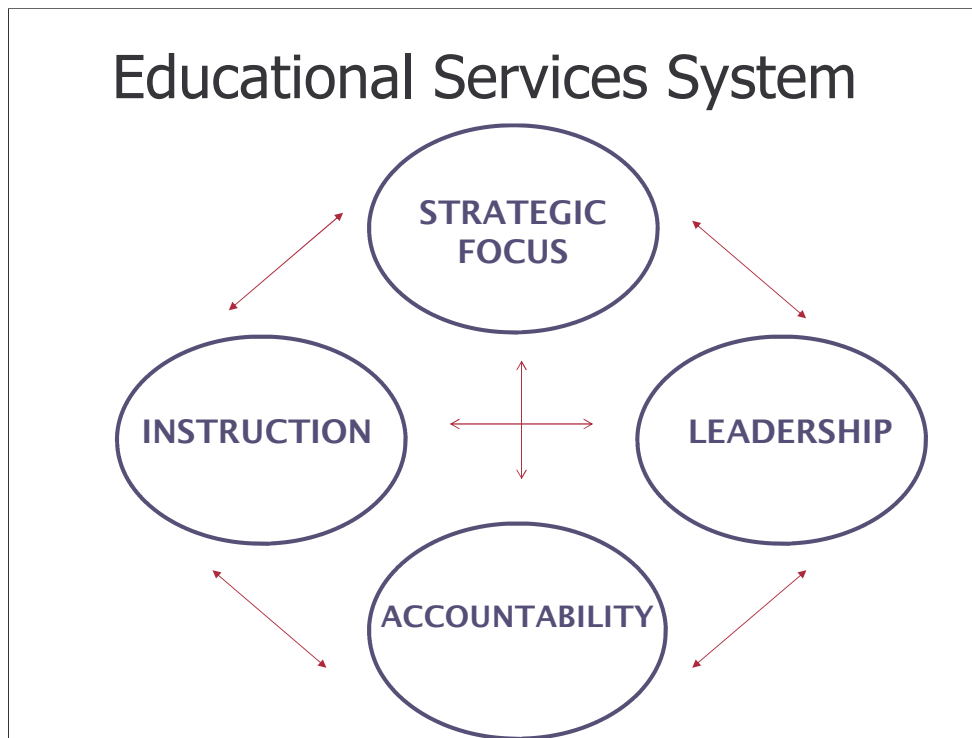 Educational Services System
STRATEGIC
FOCUS
INSTRUCTION
LEADERSHIP
ACCOUNTABILITY